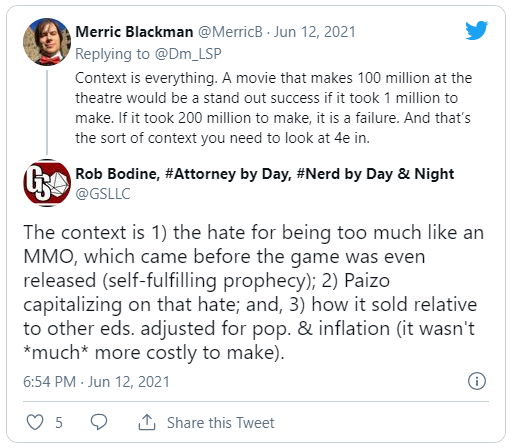 Merric Blackman @MerricB · Jun 12, 2021
Replying to @Dm_LSP
Context is everything. A movie that makes 100 million at the
theatre would be a stand out success if it took 1 million to
make. If it took 200 million to make, it is a failure. And that's
the sort of context you need to look at 4e in.
GS
Rob Bodine, #Attorney by Day, #Nerd by Day & Night
@GSLLC
The context is 1) the hate for being too much like an
MMO, which came before the game was even
released (self-fulfilling prophecy); 2) Paizo
capitalizing on that hate; and, 3) how it sold relative
to other eds. adjusted for pop. & inflation (it wasn't
*much* more costly to make).
6:54 PM · Jun 12, 2021
5 Share this Tweet